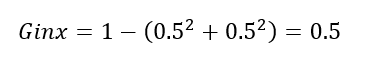 Ginx = 1 − (0.5² + 0.5²) = 0.5